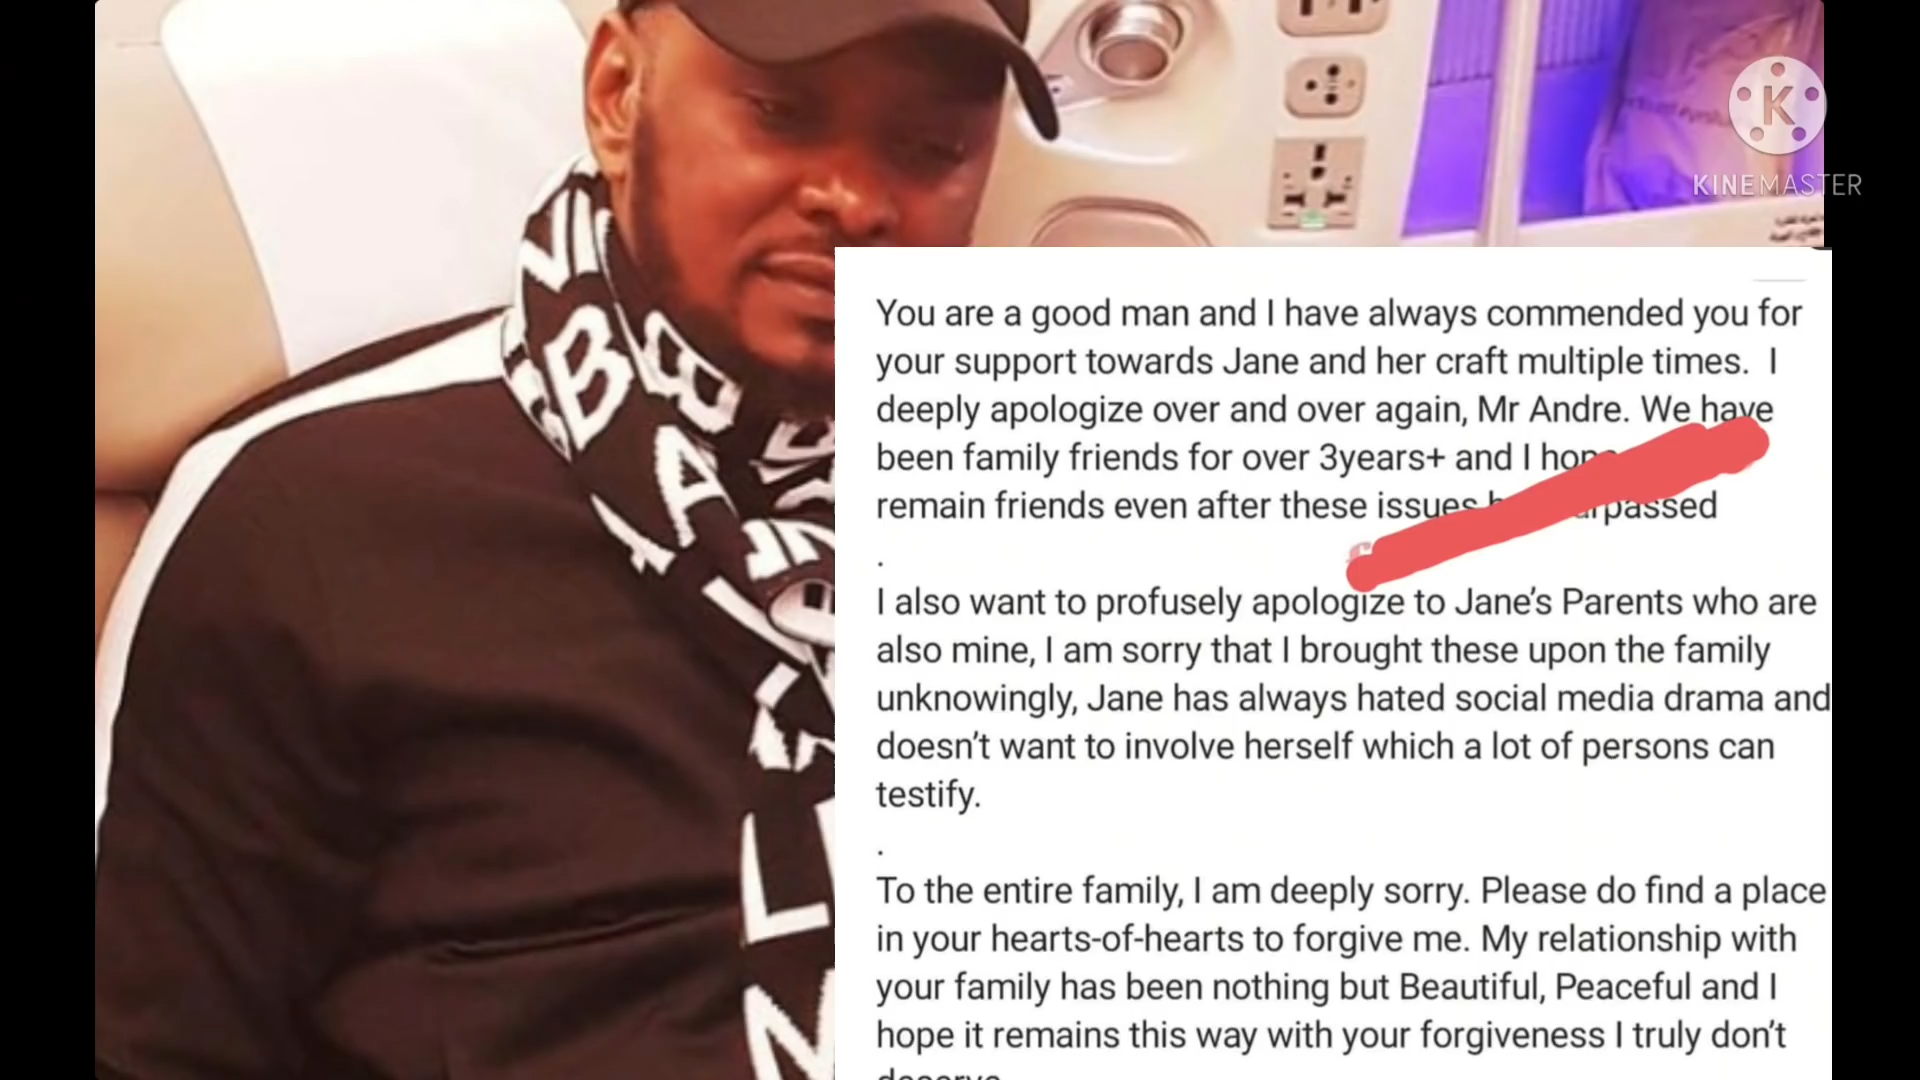 KINEMASTER
You are a good man and I have always commended you for
your support towards Jane and her craft multiple times. I
deeply apologize over and over again, Mr Andre. We have
been family friends for over 3years+ and I
remain friends even after these issues
.
I also want to profusely apologize to Jane’s Parents who are
also mine, I am sorry that I brought these upon the family
unknowingly, Jane has always hated social media drama and
doesn’t want to involve herself which a lot of persons can
testify.
.
To the entire family, I am deeply sorry. Please do find a place
in your hearts-of-hearts to forgive me. My relationship with
your family has been nothing but Beautiful, Peaceful and I
hope it remains this way with your forgiveness I truly don’t